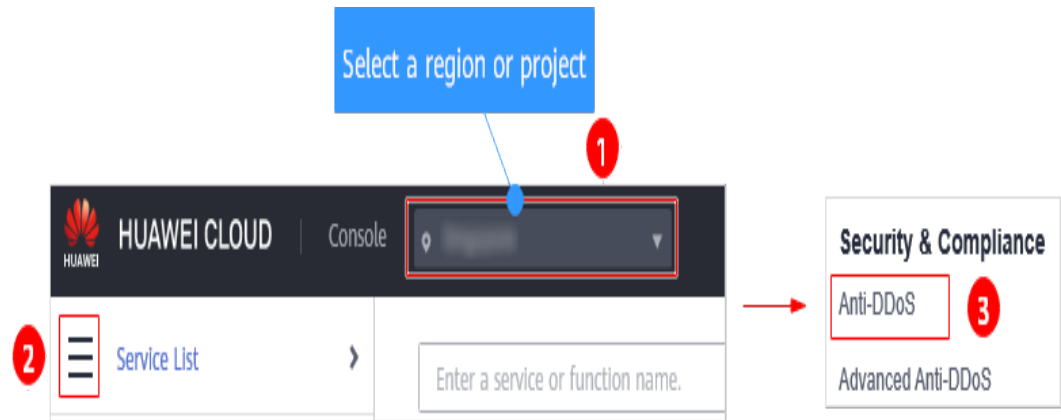 Select a region or project
1
HUAWEI
HUAWEI CLOUD
Console
2
Service List
Enter a service or function name.
Security & Compliance
Anti-DDoS
3
Advanced Anti-DDoS